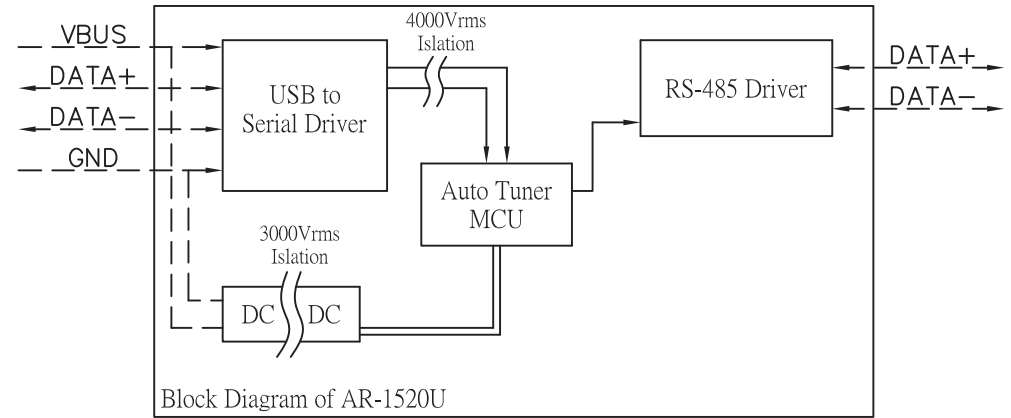 VBUS
DATA+
DATA-
GND
USB to
Serial Driver
4000Vrms
Islation
Auto Tuner
MCU
RS-485 Driver
DATA+
DATA-
3000Vrms
Islation
DC DC
Block Diagram of AR-1520U